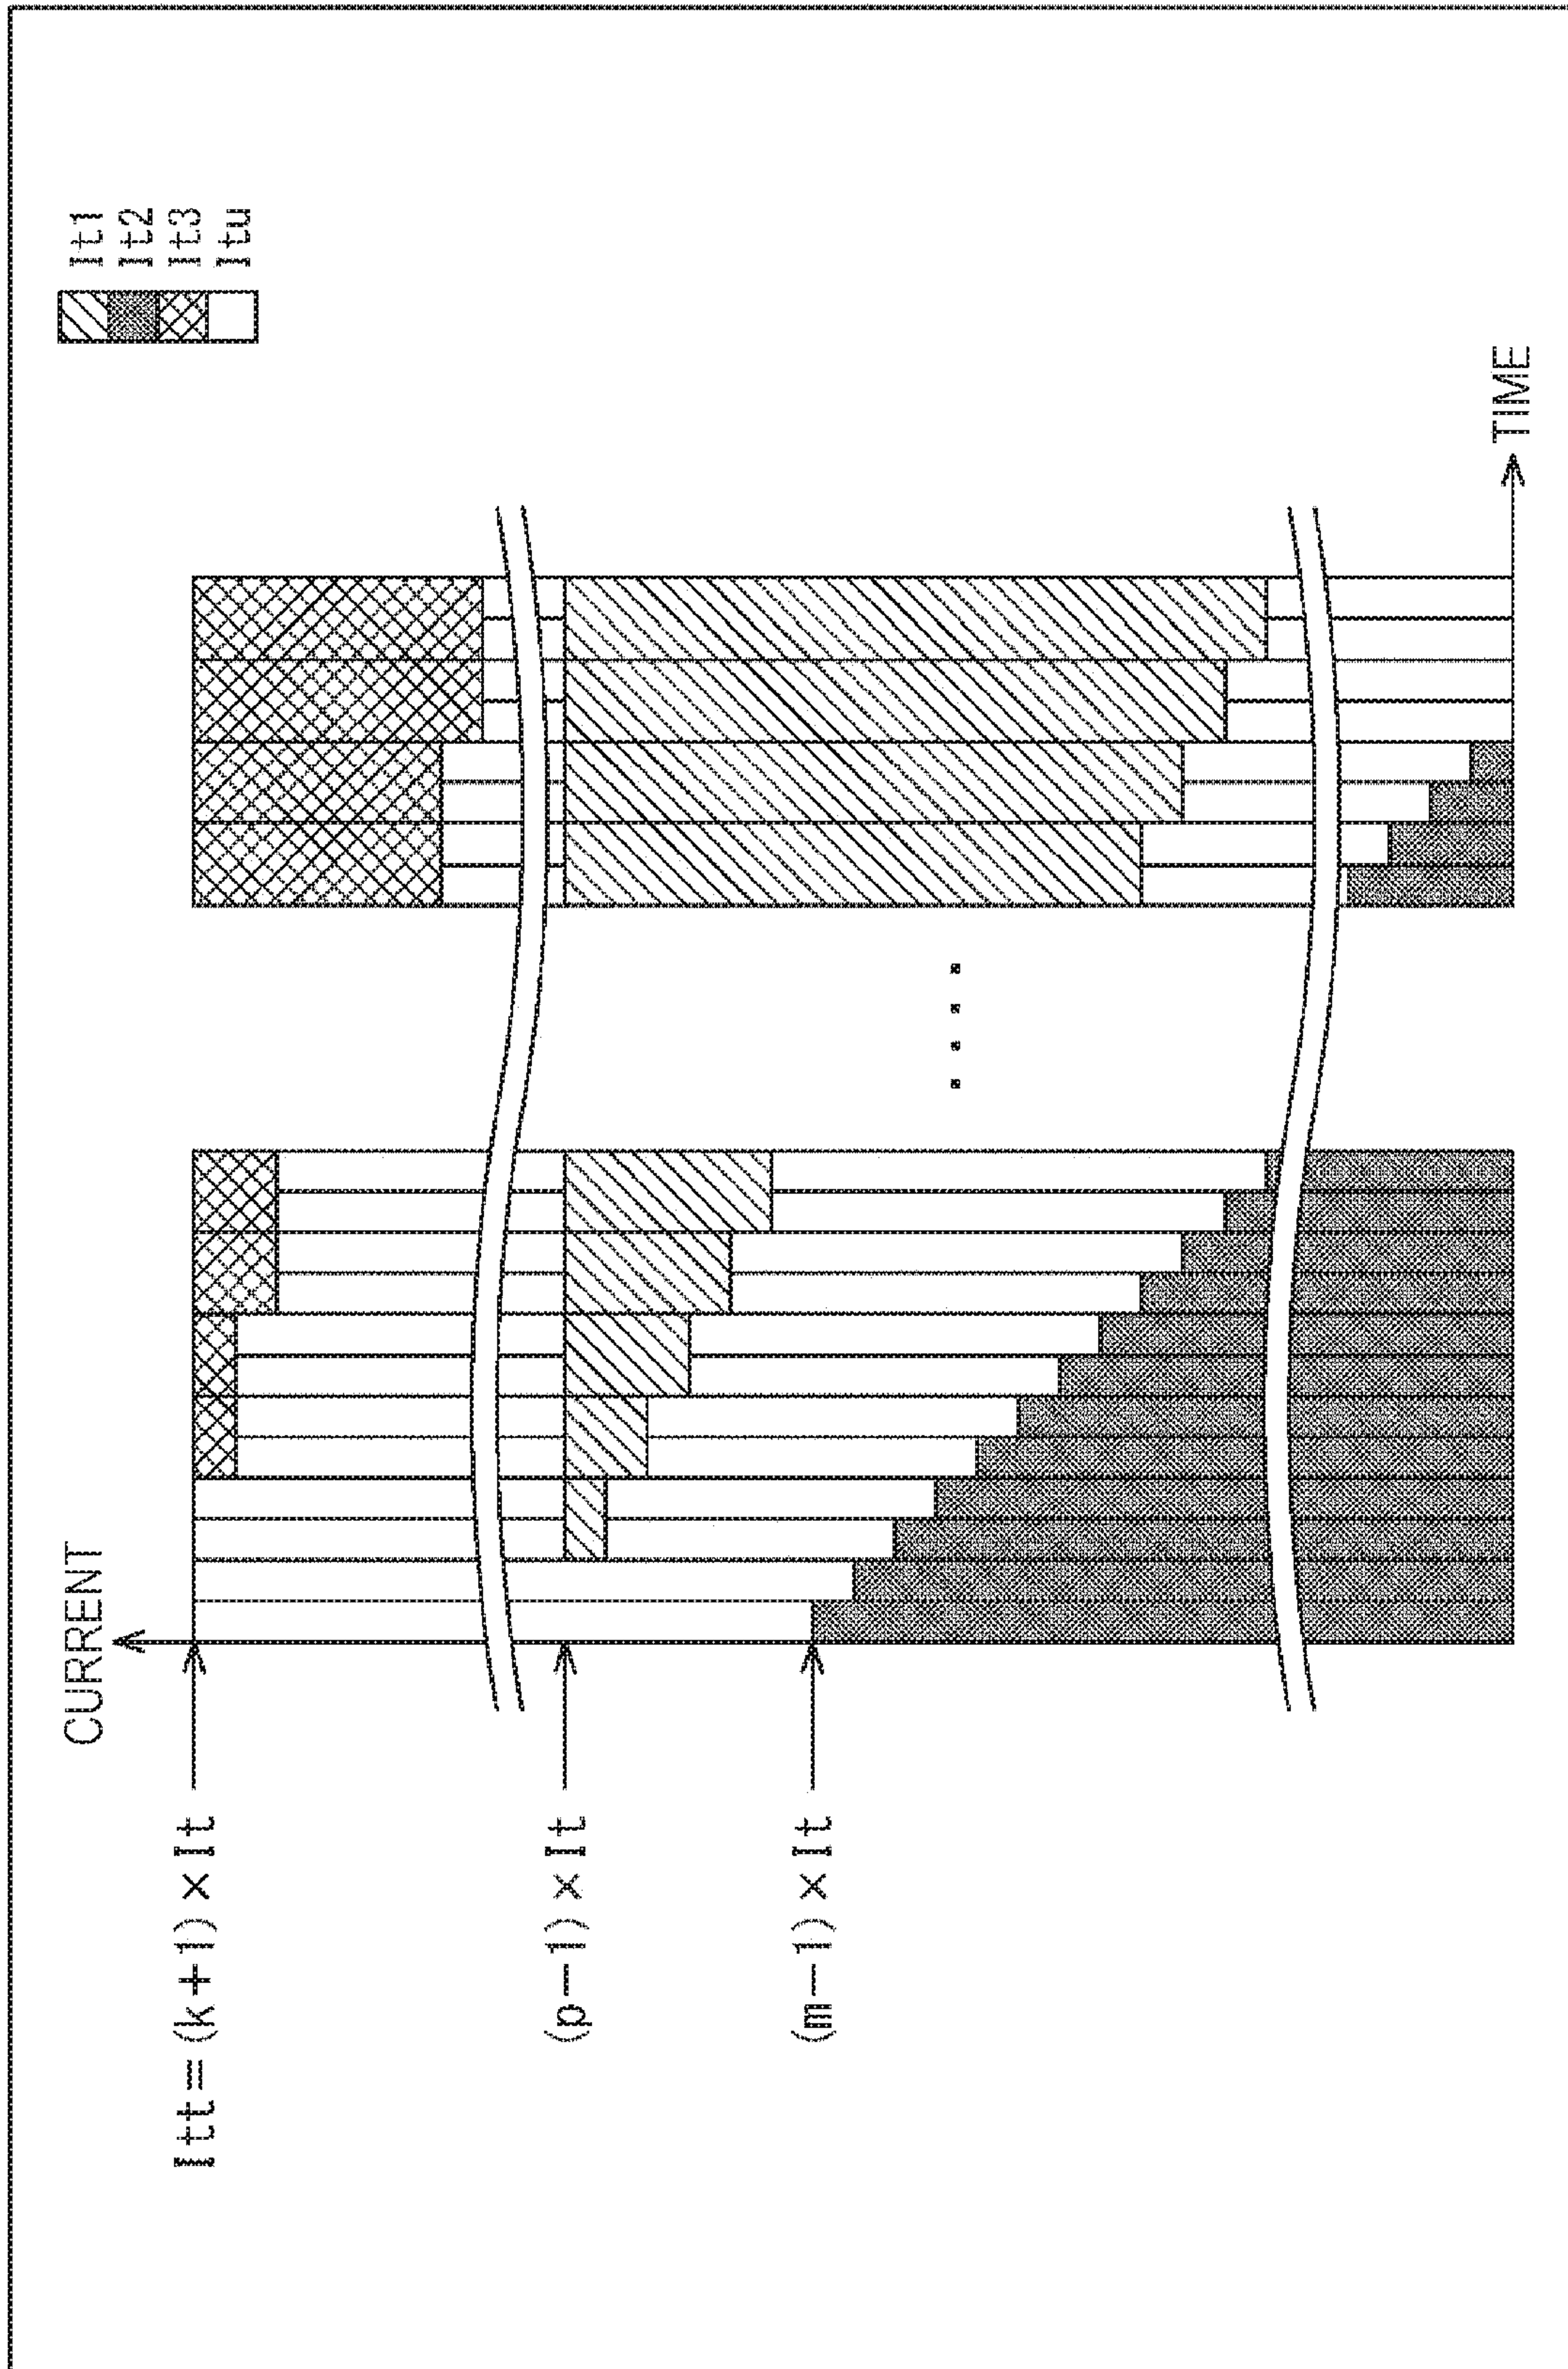 CURRENT
Itt=(k+1)×It
(p−1)×It
(m−1)×It
It1
It2
It3
Itu
TIME